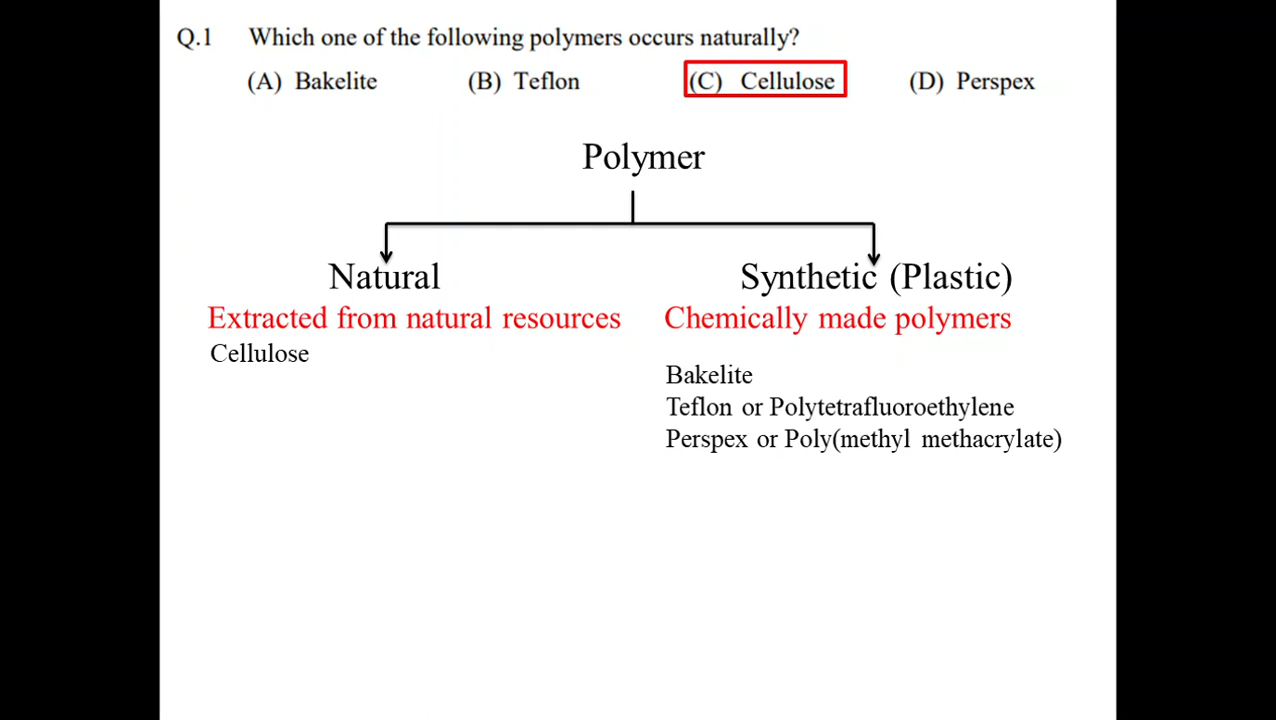 Q.1 Which one of the following polymers occurs naturally?
(A) Bakelite (B) Teflon (C) Cellulose (D) Perspex
Polymer
Natural Synthetic (Plastic)
Extracted from natural resources Chemically made polymers
Cellulose
Bakelite
Teflon or Polytetrafluoroethylene
Perspex or Poly(methyl methacrylate)